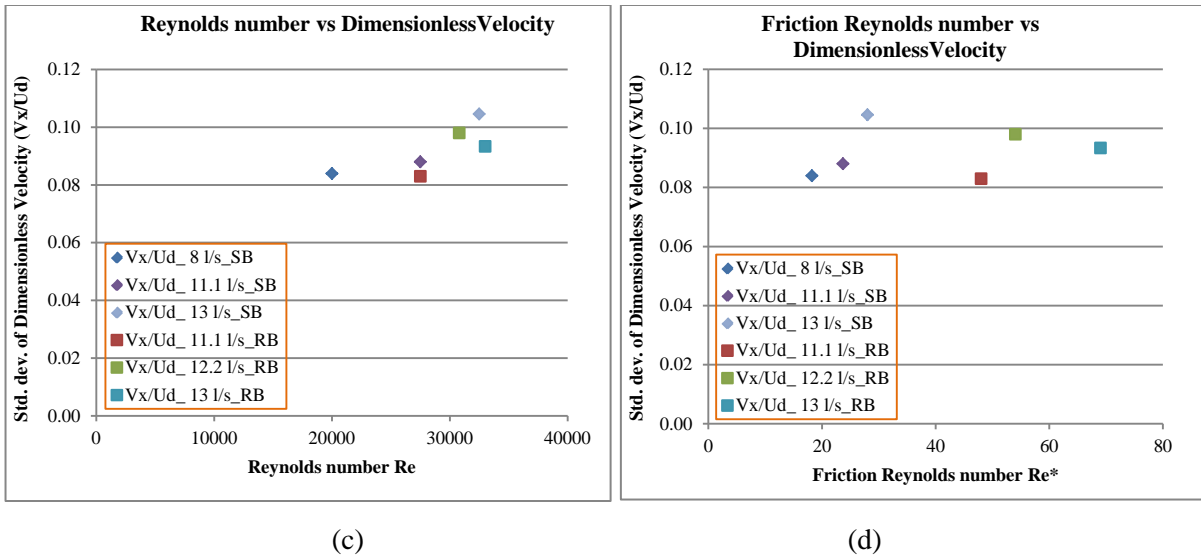 Reynolds number vs DimensionlessVelocity
Std. dev. of Dimensionless Velocity (Vx/Ud)
0.12
0.10
0.08
0.06
0.04
0.02
0.00
Vx/Ud_ 8 l/s_SB
Vx/Ud_ 11.1 l/s_SB
Vx/Ud_ 13 l/s_SB
Vx/Ud_ 11.1 l/s_RB
Vx/Ud_ 12.2 l/s_RB
Vx/Ud_ 13 l/s_RB
0 10000 20000 30000 40000
Reynolds number Re
(c)
Friction Reynolds number vs
DimensionlessVelocity
Std. dev. of Dimensionless Velocity (Vx/Ud)
0.12
0.10
0.08
0.06
0.04
0.02
0.00
Vx/Ud_ 8 l/s_SB
Vx/Ud_ 11.1 l/s_SB
Vx/Ud_ 13 l/s_SB
Vx/Ud_ 11.1 l/s_RB
Vx/Ud_ 12.2 l/s_RB
Vx/Ud_ 13 l/s_RB
0 20 40 60 80
Friction Reynolds number Re*
(d)